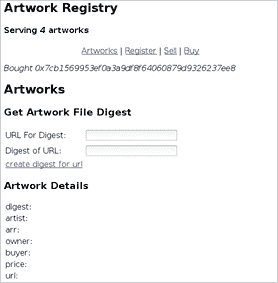 Artwork Registry
Serving 4 artworks
Artworks | Register | Sell | Buy
Bought 0x7cb1569953ef0a3a9df8f64060879d9326237ee8
Artworks
Get Artwork File Digest
URL For Digest:
Digest of URL:
create digest for url
Artwork Details
digest:
artist:
arr:
owner:
buyer:
price:
url: